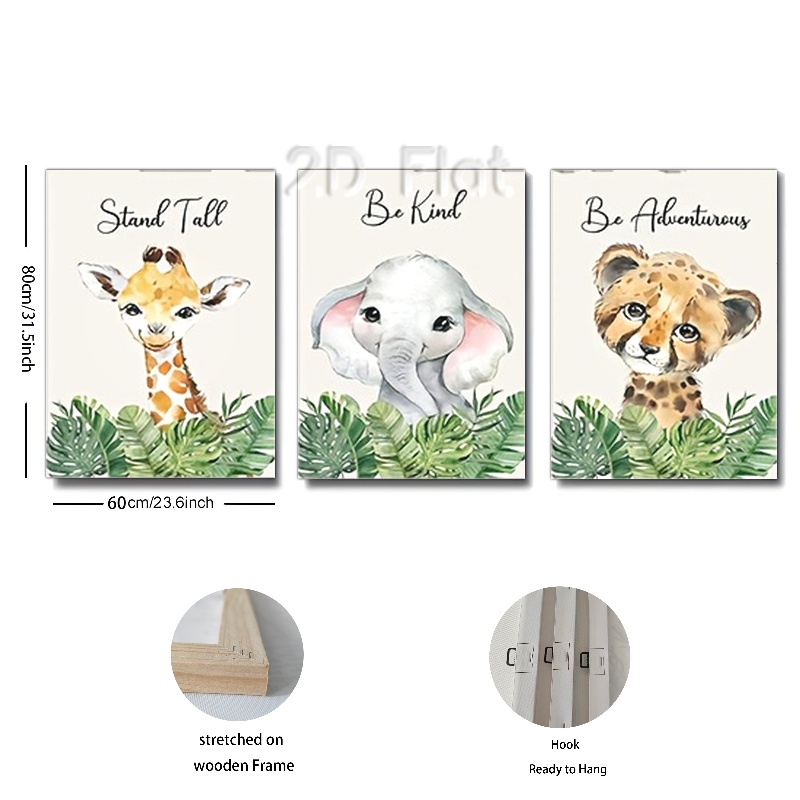 2D Flat
Stand Tall
Be Kind
Be Adventurous
80cm/31.5inch
60cm/23.6inch
stretched on
wooden Frame
Hook
Ready to Hang